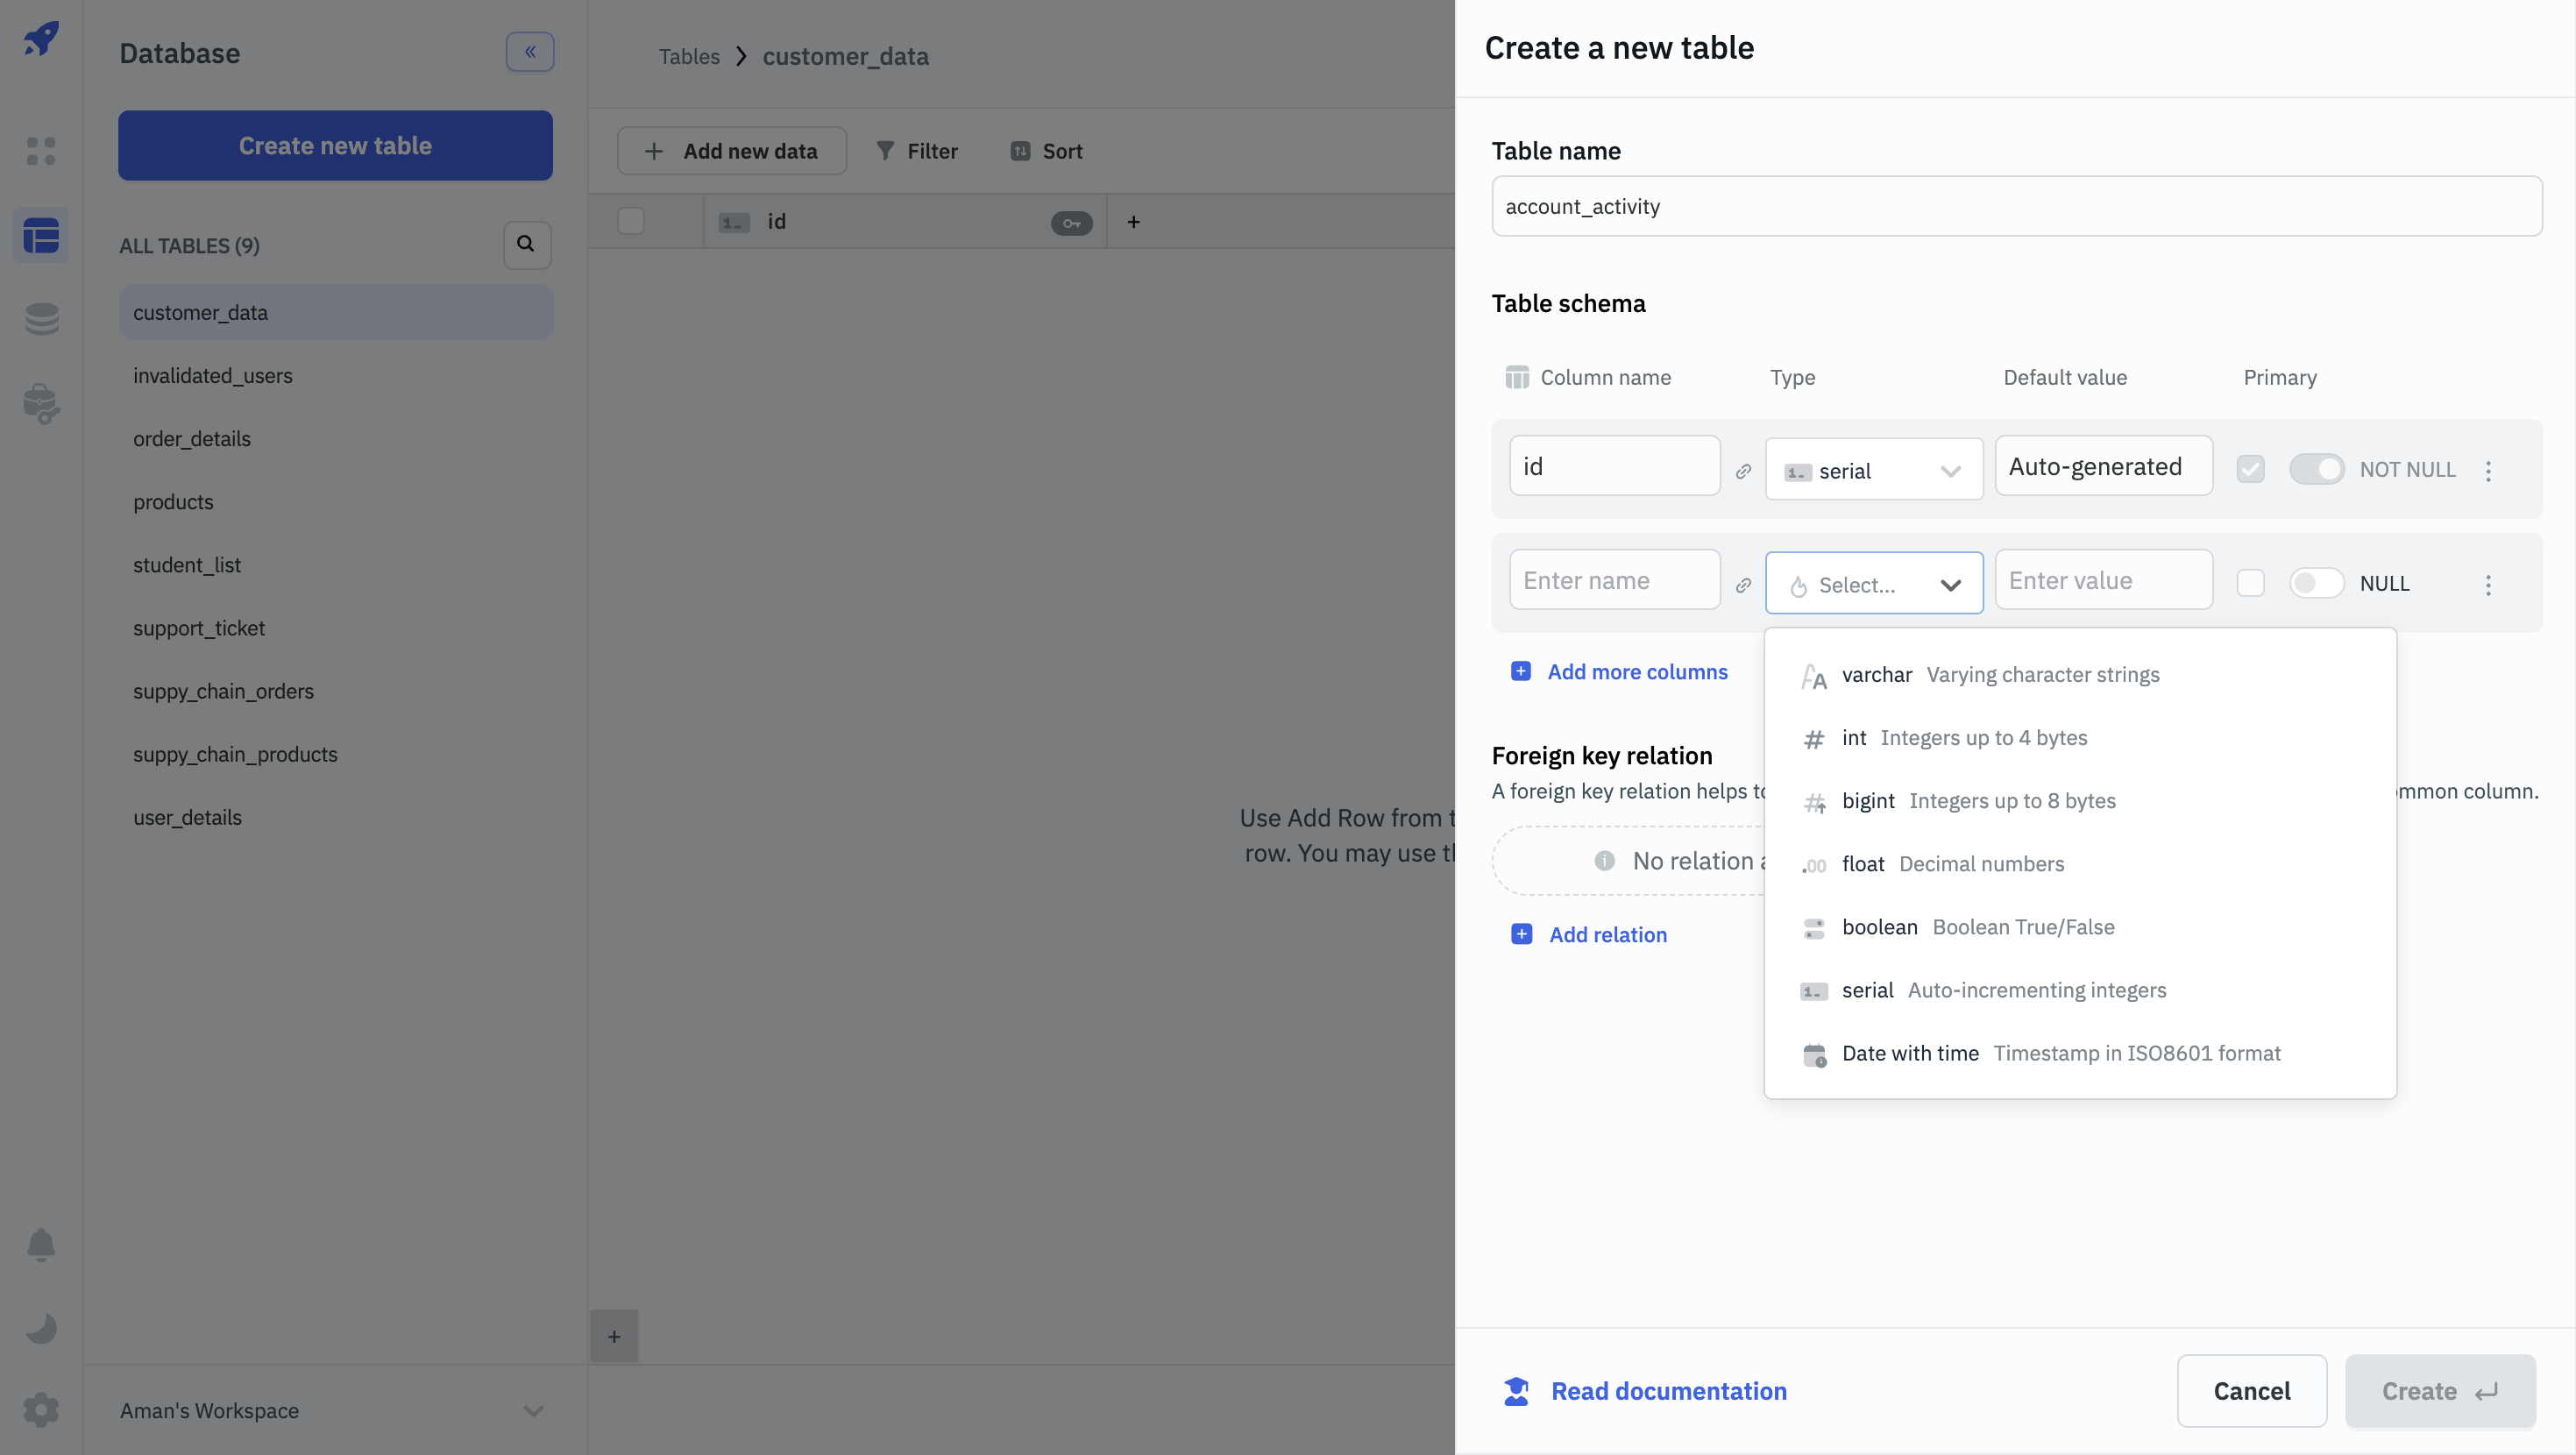 Database
Create new table
ALL TABLES (9)
customer_data
invalidated_users
order_details
products
student_list
support_ticket
suppy_chain_orders
suppy_chain_products
user_details
Aman's Workspace
Tables
customer_data
Add new data
Filter
Sort
id
Use Add Row from
row. You may use
Create a new table
Table name
account_activity
Table schema
Column name
Type
Default value
Primary
id
serial
Auto-generated
NOT NULL
Enter name
Select...
Enter value
NULL
varchar Varying character strings
int Integers up to 4 bytes
bigint Integers up to 8 bytes
float Decimal numbers
boolean Boolean True/False
serial Auto-incrementing integers
Date with time Timestamp in ISO8601 format
Add more columns
Foreign key relation
A foreign key relation helps column.
No relation
Add relation
Read documentation
Cancel
Create